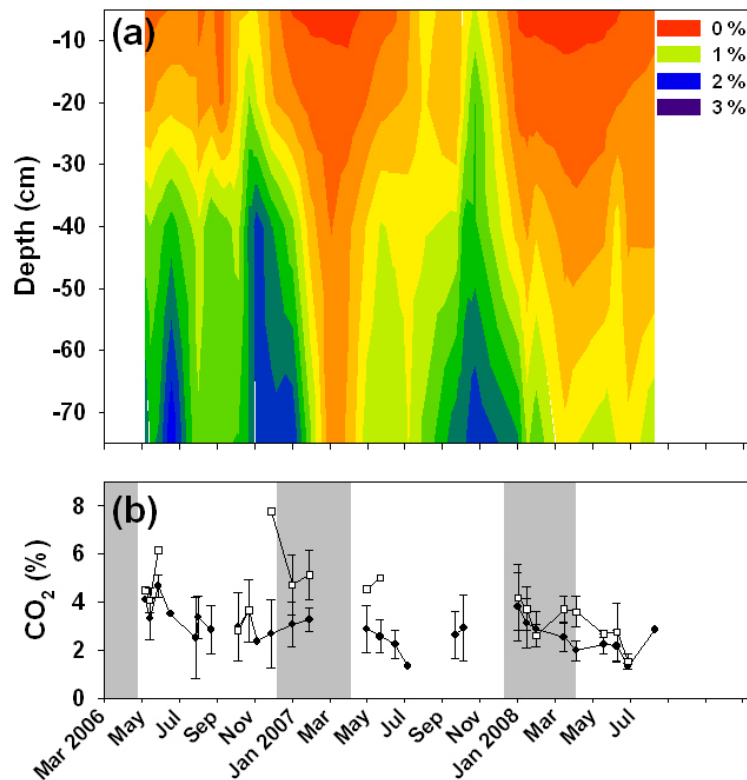 (a)
-5
-10
-20
-30
-40
-50
-60
-70
Depth (cm)
0 %
1 %
2 %
3 %
(b)
8
6
4
2
0
CO₂ (%)
Mar 2006
May
Jul
Sep
Nov
Jan 2007
Mar
May
Jul
Sep
Nov
Jan 2008
Mar
May
Jul